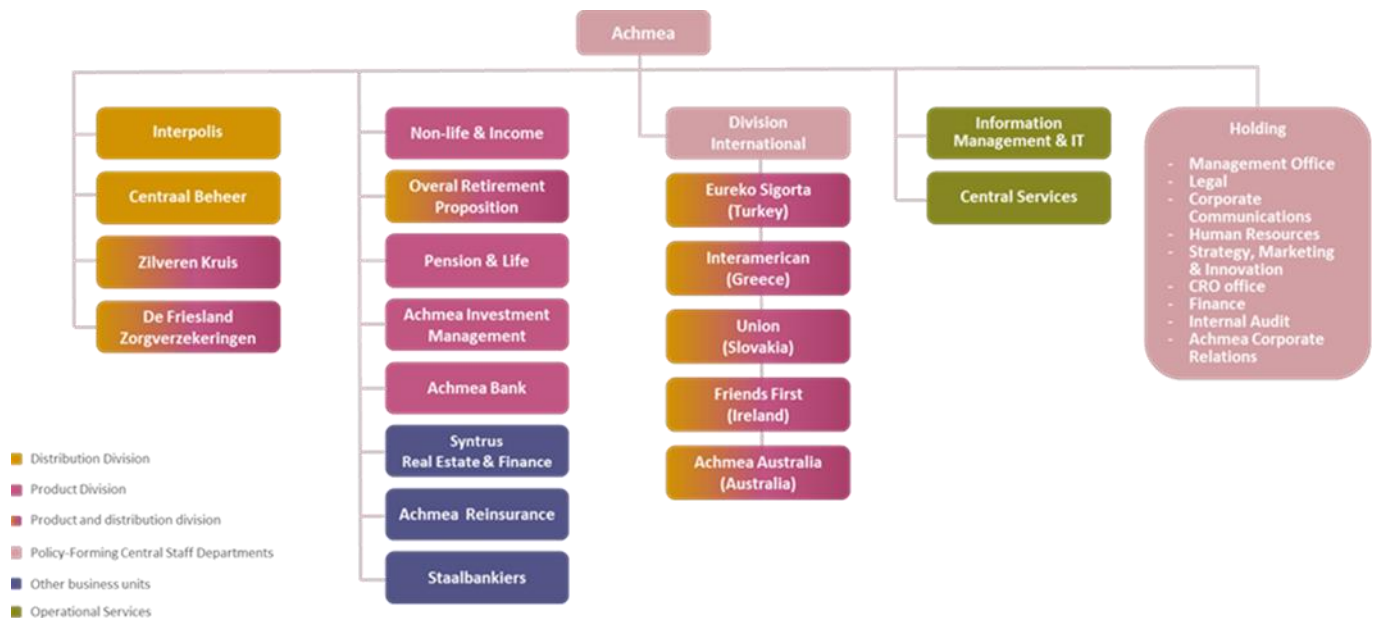 Achmea
Interpolis
Centraal Beheer
Zilveren Kruis
De Friesland
Zorgverzekeringen
Non-life & Income
Overal Retirement
Proposition
Pension & Life
Achmea Investment
Management
Achmea Bank
Syntrus
Real Estate & Finance
Achmea Reinsurance
Staalbankiers
Division
International
Eureko Sigorta
(Turkey)
Interamerican
(Greece)
Union
(Slovakia)
Friends First
(Ireland)
Achmea Australia
(Australia)
Information
Management & IT
Central Services
Holding
- Management Office
- Legal
- Corporate
Communications
- Human Resources
- Strategy, Marketing
& Innovation
- CRO office
- Finance
- Internal Audit
- Achmea Corporate
Relations
Distribution Division
Product Division
Product and distribution division
Policy-Forming Central Staff Departments
Other business units
Operational Services